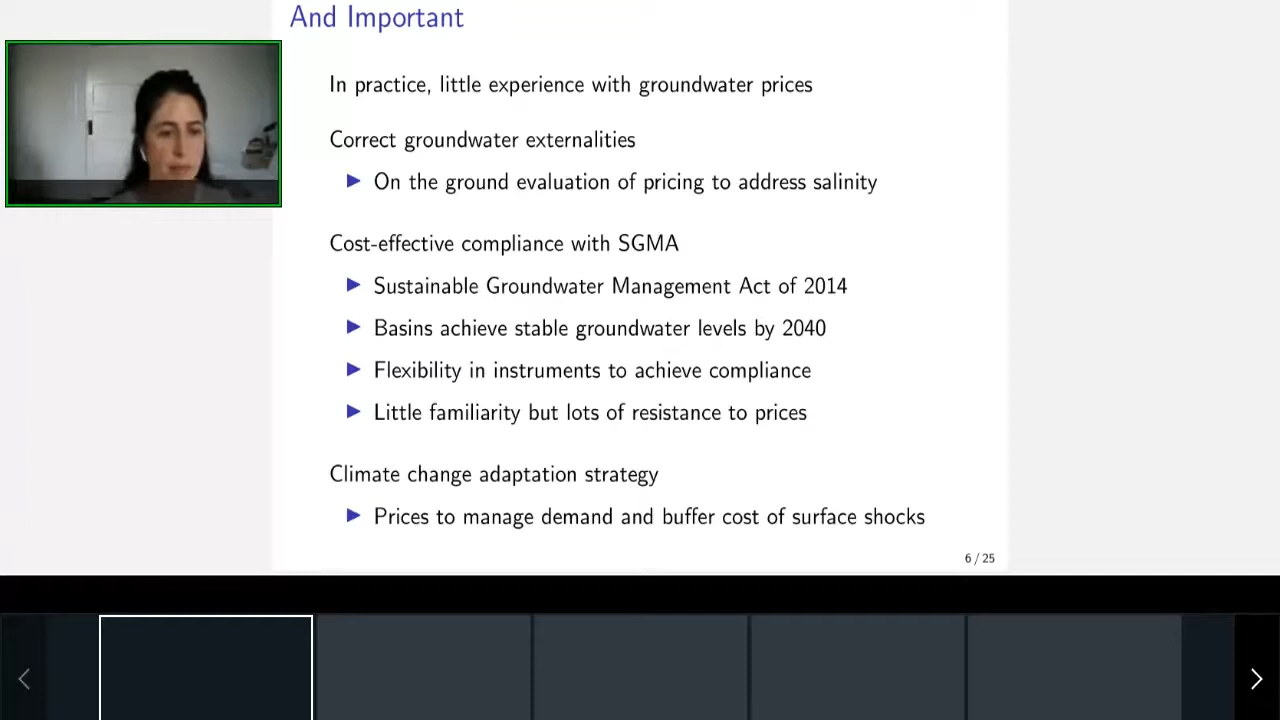 And Important
In practice, little experience with groundwater prices
Correct groundwater externalities
▶ On the ground evaluation of pricing to address salinity
Cost-effective compliance with SGMA
▶ Sustainable Groundwater Management Act of 2014
▶ Basins achieve stable groundwater levels by 2040
▶ Flexibility in instruments to achieve compliance
▶ Little familiarity but lots of resistance to prices
Climate change adaptation strategy
▶ Prices to manage demand and buffer cost of surface shocks
6 / 25